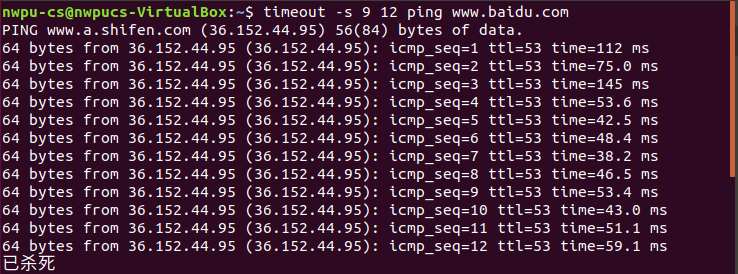 nwpu-cs@nwpucs-VirtualBox:~$ timeout -s 9 12 ping www.baidu.com
PING www.a.shifen.com (36.152.44.95) 56(84) bytes of data.
64 bytes from 36.152.44.95 (36.152.44.95): icmp_seq=1 ttl=53 time=112 ms
64 bytes from 36.152.44.95 (36.152.44.95): icmp_seq=2 ttl=53 time=75.0 ms
64 bytes from 36.152.44.95 (36.152.44.95): icmp_seq=3 ttl=53 time=145 ms
64 bytes from 36.152.44.95 (36.152.44.95): icmp_seq=4 ttl=53 time=53.6 ms
64 bytes from 36.152.44.95 (36.152.44.95): icmp_seq=5 ttl=53 time=42.5 ms
64 bytes from 36.152.44.95 (36.152.44.95): icmp_seq=6 ttl=53 time=48.4 ms
64 bytes from 36.152.44.95 (36.152.44.95): icmp_seq=7 ttl=53 time=38.2 ms
64 bytes from 36.152.44.95 (36.152.44.95): icmp_seq=8 ttl=53 time=46.5 ms
64 bytes from 36.152.44.95 (36.152.44.95): icmp_seq=9 ttl=53 time=53.4 ms
64 bytes from 36.152.44.95 (36.152.44.95): icmp_seq=10 ttl=53 time=43.0 ms
64 bytes from 36.152.44.95 (36.152.44.95): icmp_seq=11 ttl=53 time=51.1 ms
64 bytes from 36.152.44.95 (36.152.44.95): icmp_seq=12 ttl=53 time=59.1 ms
已杀死